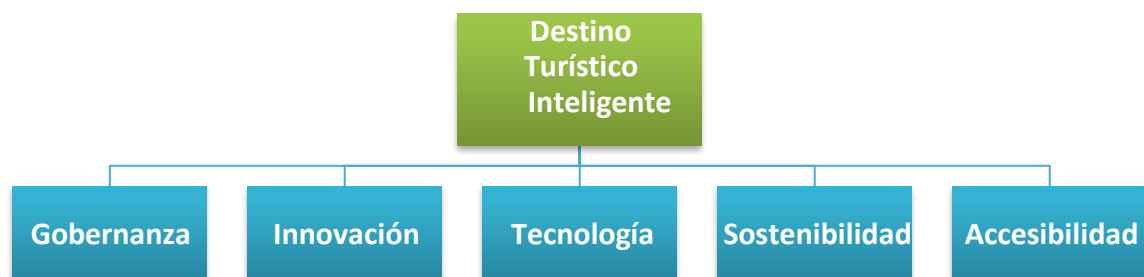 Destino
Turístico
Inteligente
Gobernanza
Innovación
Tecnología
Sostenibilidad
Accesibilidad